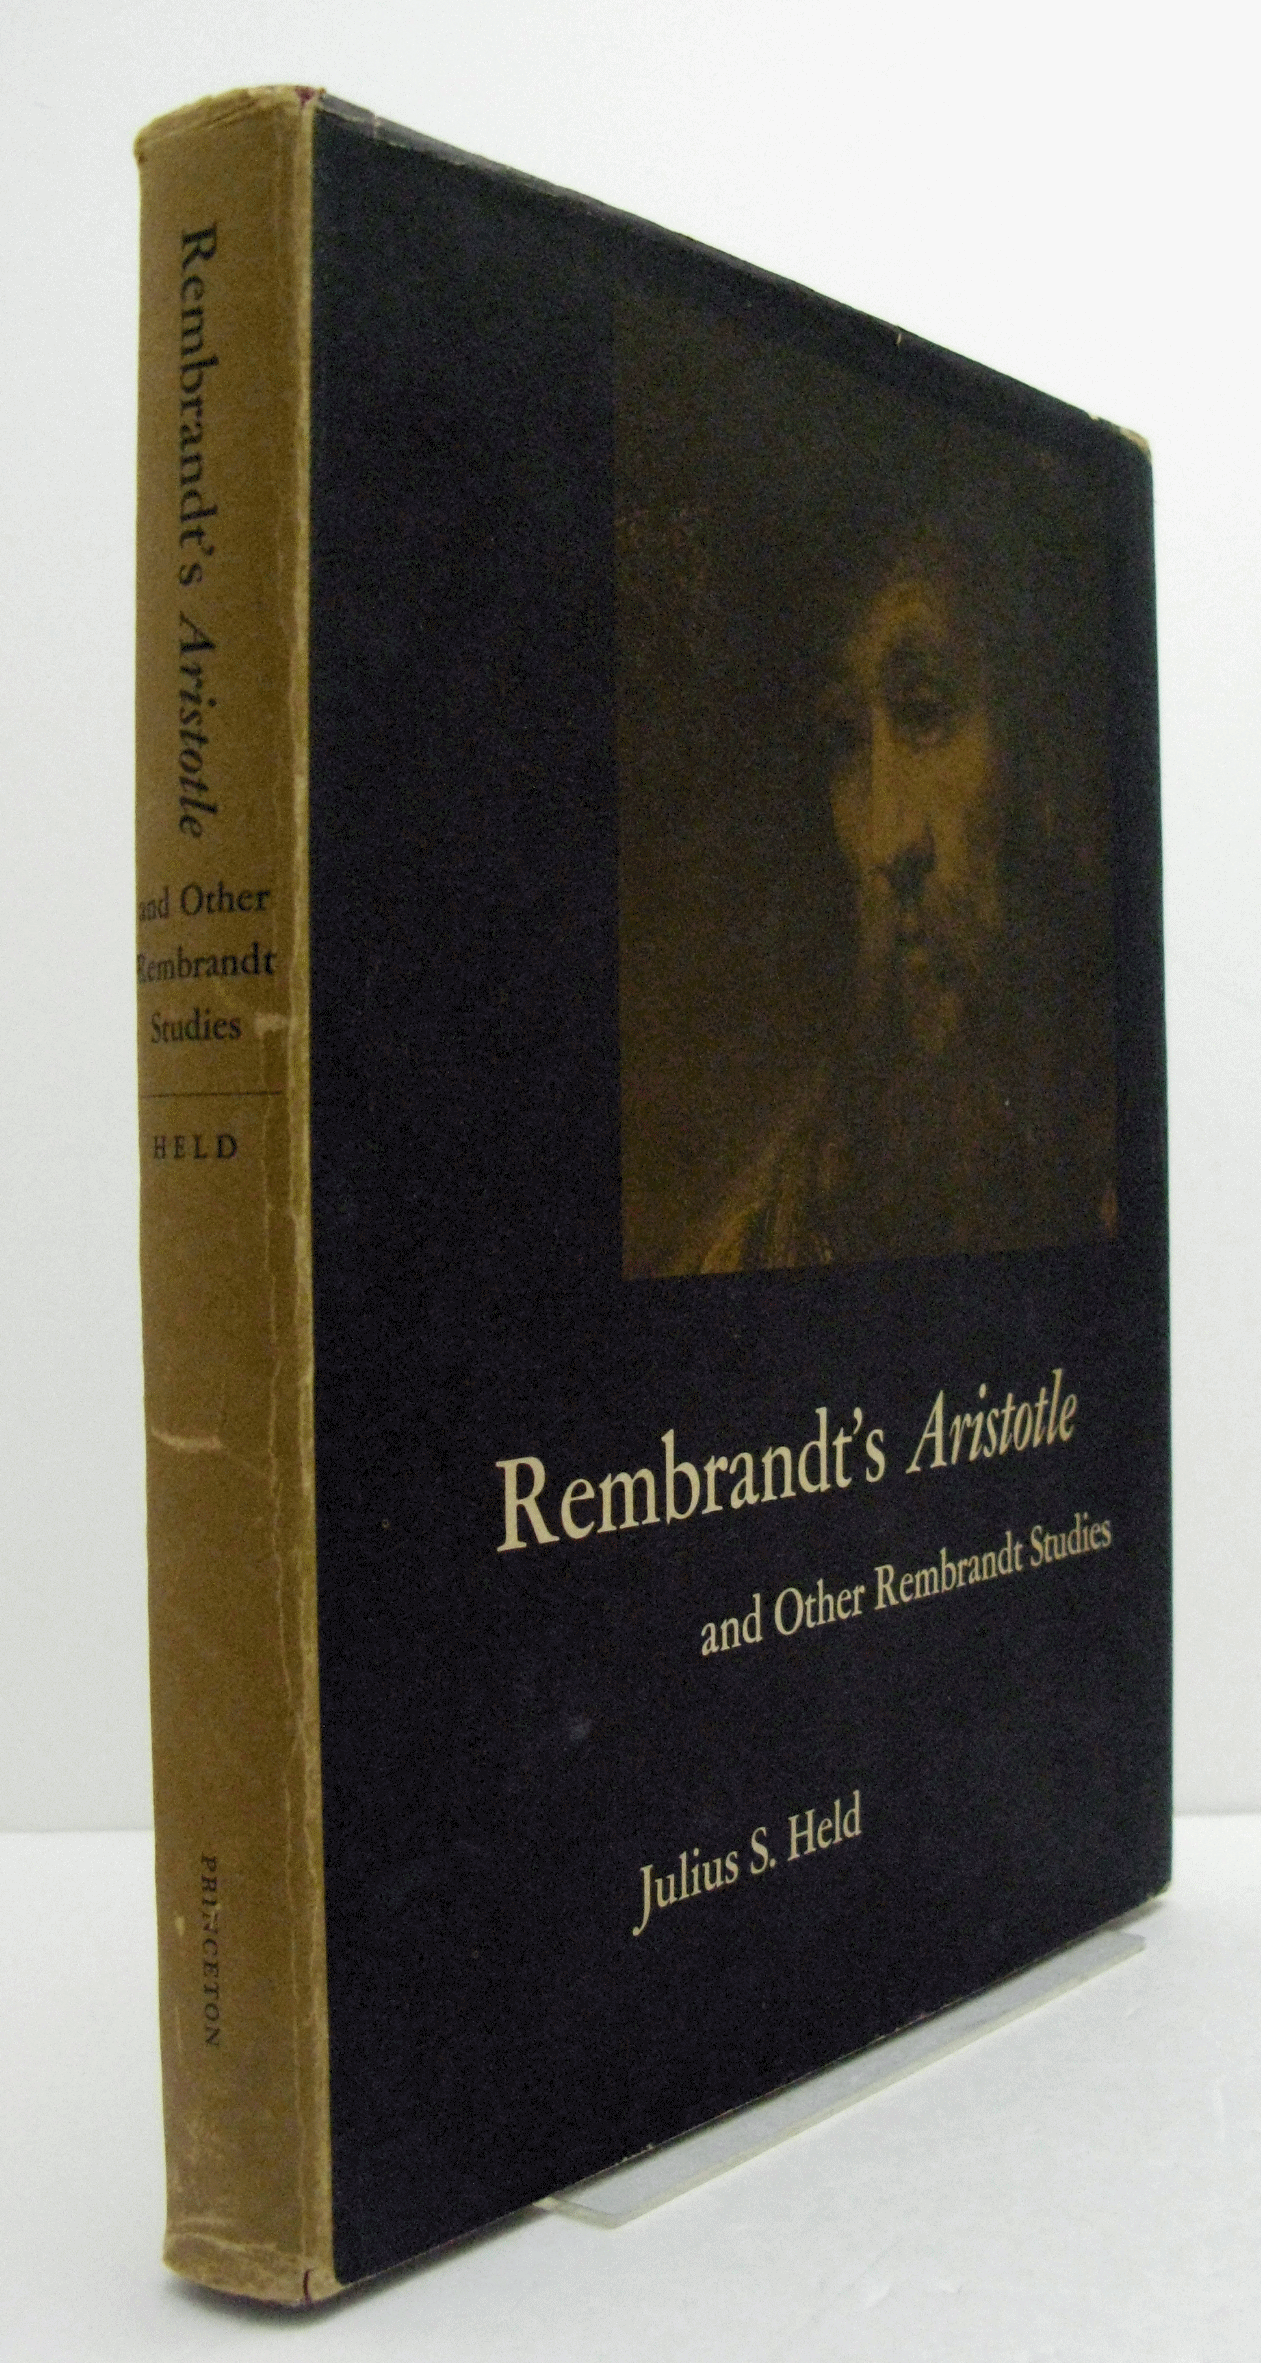 Rembrandt's Aristotle
and Other
Rembrandt
Studies
HELD
PRINCETON
Rembrandt's Aristotle
and Other Rembrandt Studies
Julius S. Held